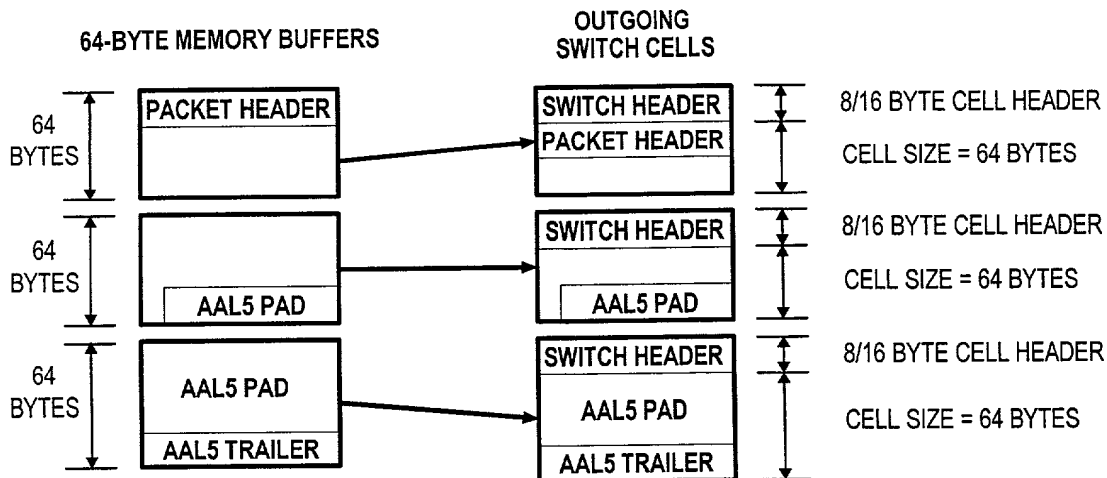 64-BYTE MEMORY BUFFERS
OUTGOING
SWITCH CELLS
64
BYTES
PACKET HEADER
SWITCH HEADER
PACKET HEADER
8/16 BYTE CELL HEADER
CELL SIZE = 64 BYTES
64
BYTES
AAL5 PAD
SWITCH HEADER
AAL5 PAD
8/16 BYTE CELL HEADER
CELL SIZE = 64 BYTES
64
BYTES
AAL5 PAD
AAL5 TRAILER
SWITCH HEADER
AAL5 PAD
AAL5 TRAILER
8/16 BYTE CELL HEADER
CELL SIZE = 64 BYTES